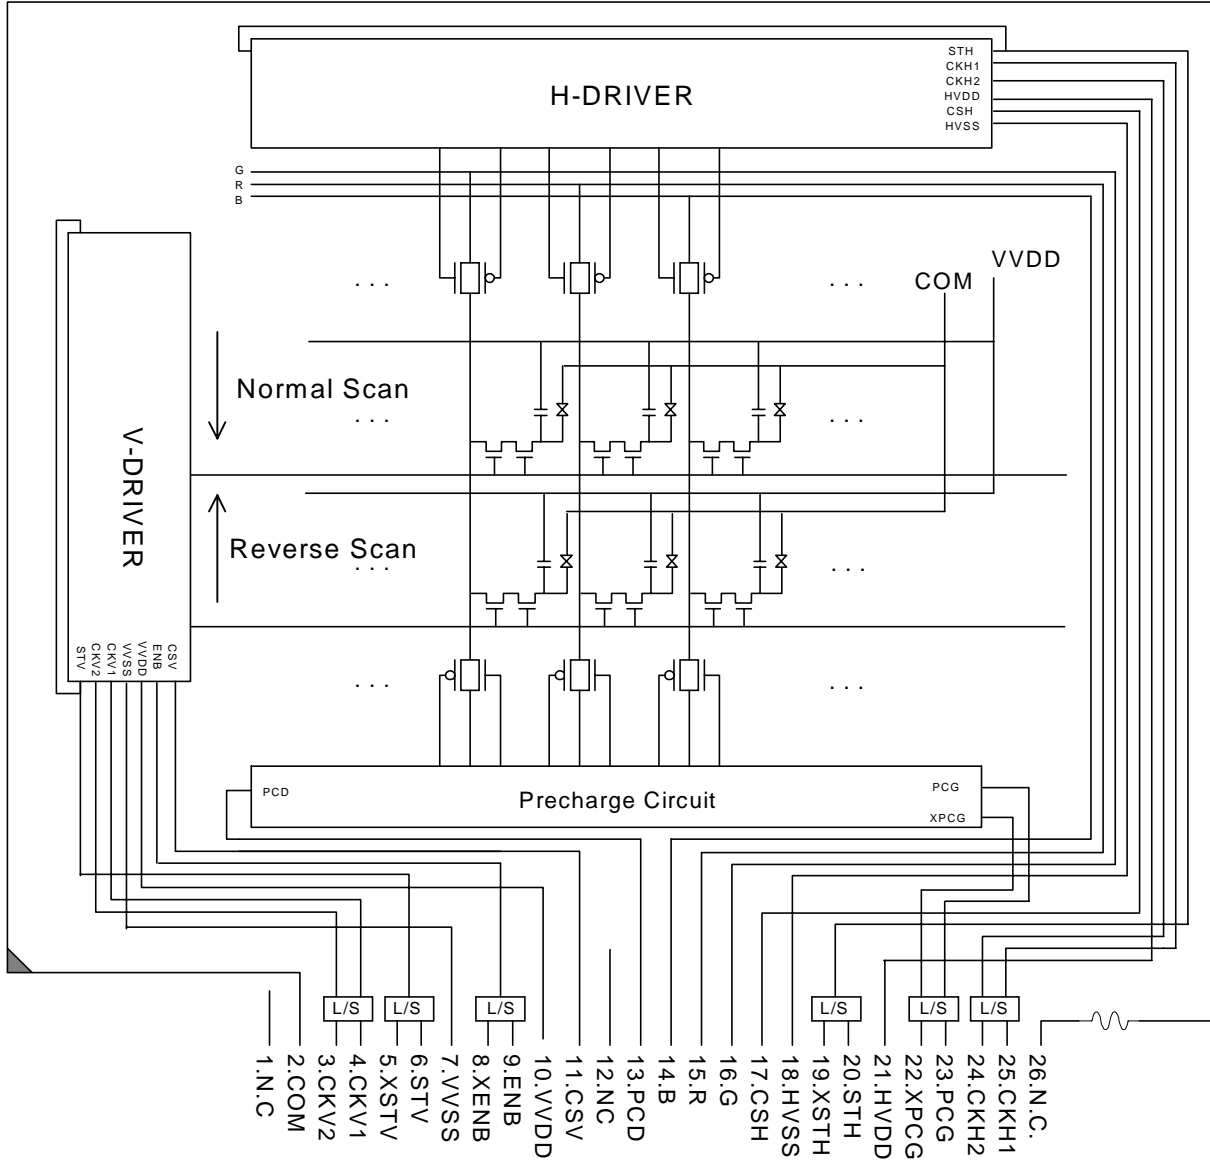 H-DRIVER
STH
CKH1
CKH2
HVDD
CSH
HVSS
G
R
B
VVDD
COM
. . .
. . .
Normal Scan
. . .
. . .
V-DRIVER
Reverse Scan
. . .
. . .
STV
CKV2
CKV1
VVSS
VVDD
ENB
CSV
. . .
. . .
PCD
Precharge Circuit
PCG
XPCG
L/S
L/S
L/S
L/S
L/S
L/S
1.N.C
2.COM
3.CKV2
4.CKV1
5.XSTV
6.STV
7.VVSS
8.XENB
9.ENB
10.VVDD
11.CSV
12.NC
13.PCD
14.B
15.R
16.G
17.CSH
18.HVSS
19.XSTH
20.STH
21.HVDD
22.XPCG
23.PCG
24.CKH2
25.CKH1
26.N.C.